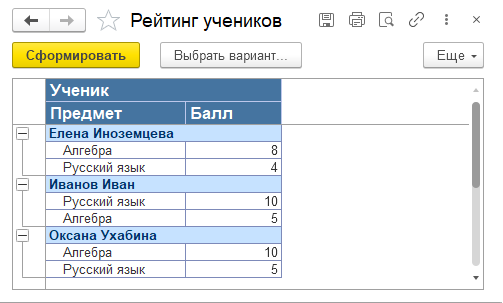 Рейтинг учеников
Сформировать Выбрать вариант... Еще
Ученик
Предмет Балл
Елена Иноземцева
Алгебра 8
Русский язык 4
Иванов Иван
Русский язык 10
Алгебра 5
Оксана Ухабина
Алгебра 10
Русский язык 5